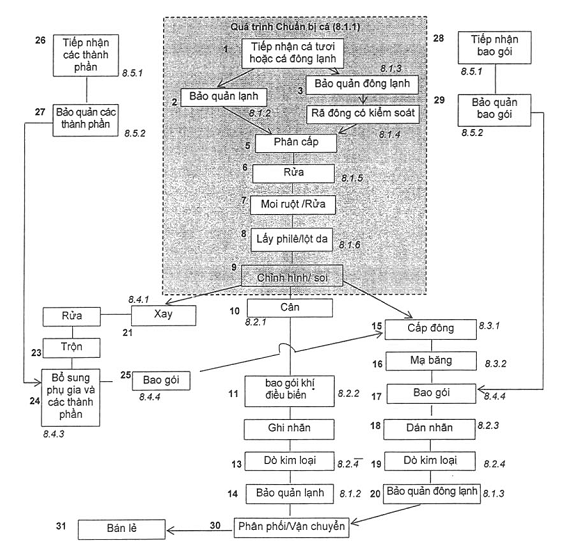 Quá trình Chuẩn bị cá (8.1.1)
26
Tiếp nhận
các thành
phần
8.5.1
27
Bảo quản các
thành phần
8.5.2
1
Tiếp nhận cá tươi
hoặc cá đông lạnh
2
Bảo quản lạnh
8.1.2
8.1.3
3
Bảo quản đông lạnh
Rã đông có kiểm soát
8.1.4
5
Phân cấp
6
Rửa
8.1.5
7
Moi ruột /Rửa
8
Lấy philê/lột da
8.1.6
9
Chỉnh hình/ soi
28
Tiếp nhận
bao gói
8.5.1
29
Bảo quản
bao gói
8.5.2
8.4.1
Xay
21
Rửa
23
Trộn
24
Bổ sung
phụ gia và
các thành
phần
8.4.3
25
Bao gói
8.4.4
10
Cân
8.2.1
11
bao gói khí
điều biến
8.2.2
Ghi nhãn
13
Dò kim loại
8.2.4
14
Bảo quản lạnh
8.1.2
15
Cấp đông
8.3.1
16
Mạ băng
8.3.2
17
Bao gói
8.4.4
18
Dán nhãn
8.2.3
19
Dò kim loại
8.2.4
20
Bảo quản đông lạnh
8.1.3
31
Bán lẻ
30
Phân phối/Vận chuyển